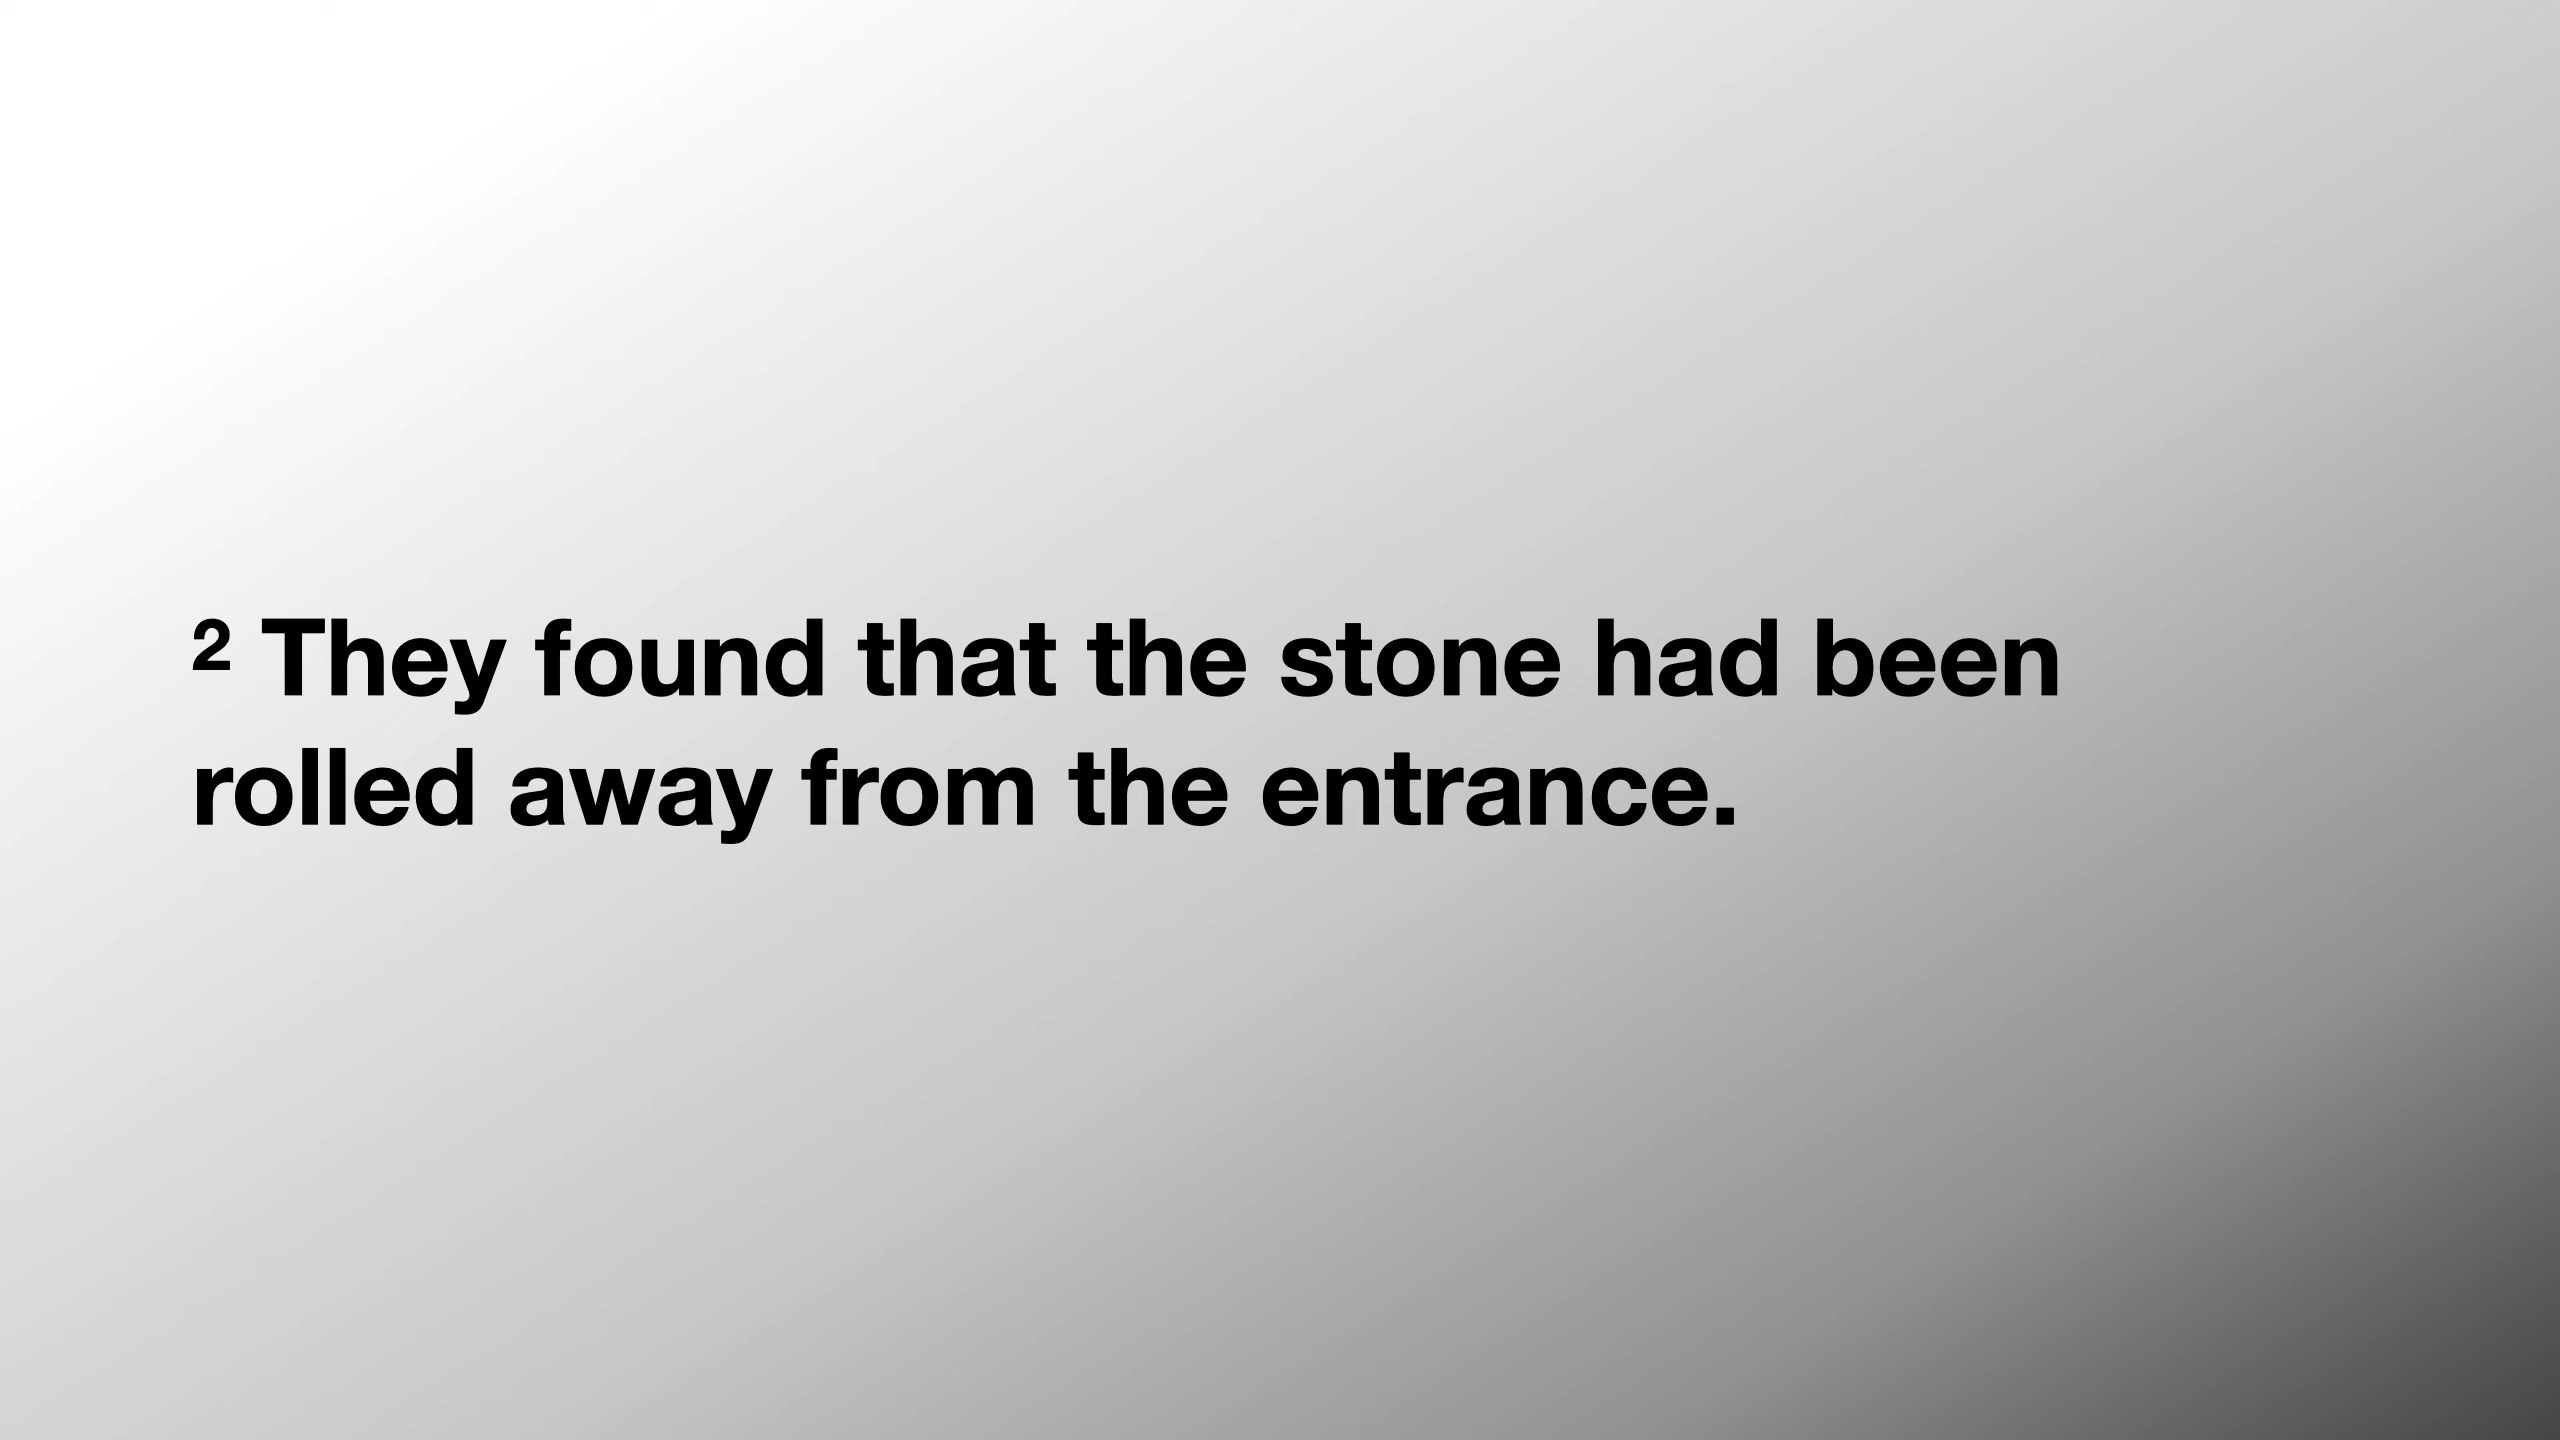 ² They found that the stone had been
rolled away from the entrance.